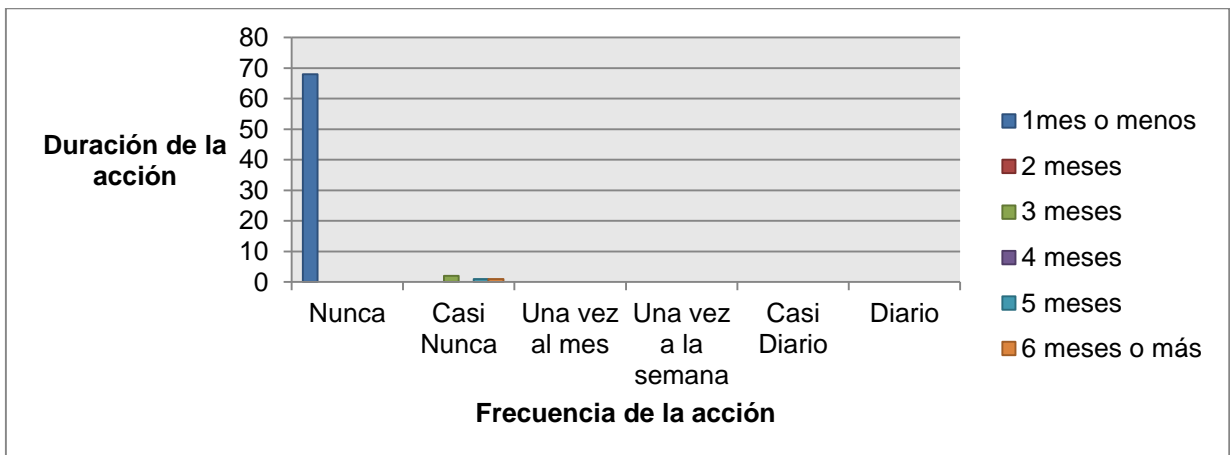 80
70
60
50
40
30
20
10
0
Duración de la
acción
Nunca
Casi
Nunca
Una vez
al mes
Una vez
a la
semana
Casi
Diario
Diario
Frecuencia de la acción
1mes o menos
2 meses
3 meses
4 meses
5 meses
6 meses o más